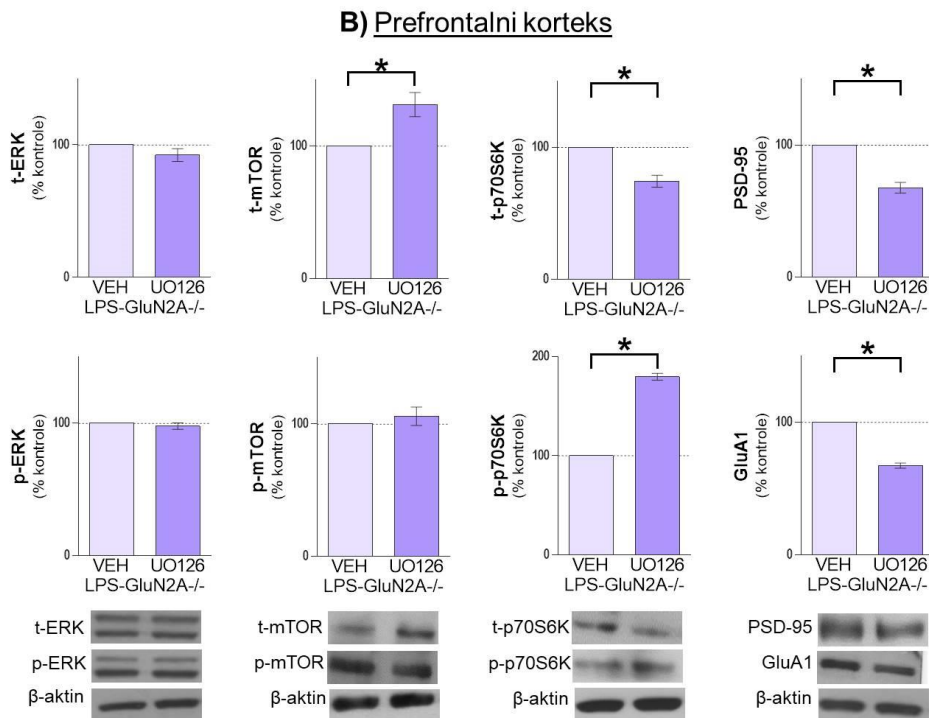 B) Prefrontalni korteks
t-ERK
(% kontrole)
100
0
VEH UO126
LPS-GluN2A-/-
t-mTOR
(% kontrole)
100
0
*
VEH UO126
LPS-GluN2A-/-
t-p70S6K
(% kontrole)
100
0
*
VEH UO126
LPS-GluN2A-/-
PSD-95
(% kontrole)
100
0
*
VEH UO126
LPS-GluN2A-/-
p-ERK
(% kontrole)
100
0
VEH UO126
LPS-GluN2A-/-
p-mTOR
(% kontrole)
100
0
VEH UO126
LPS-GluN2A-/-
p-p70S6K
(% kontrole)
200
100
0
*
VEH UO126
LPS-GluN2A-/-
GluA1
(% kontrole)
100
0
*
VEH UO126
LPS-GluN2A-/-
t-ERK
p-ERK
β-aktin
t-mTOR
p-mTOR
β-aktin
t-p70S6K
p-p70S6K
β-aktin
PSD-95
GluA1
β-aktin